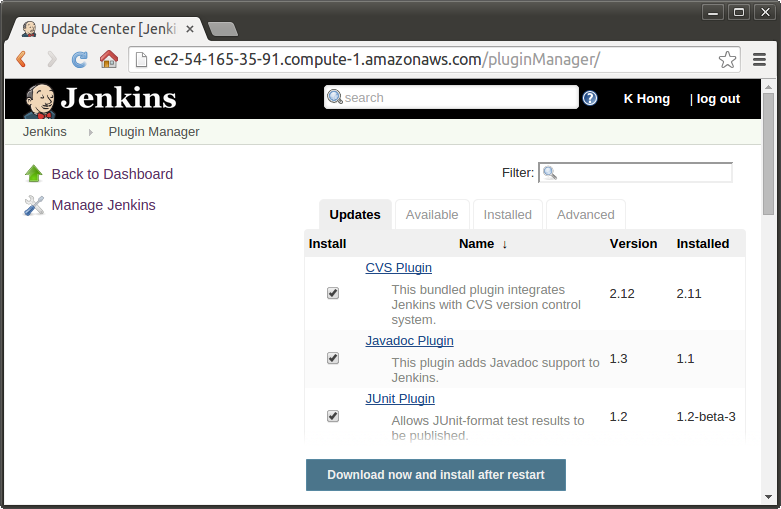 Update Center [Jenki
ec2-54-165-35-91.compute-1.amazonaws.com/pluginManager/
Jenkins
search
K Hong
| log out
Jenkins
Plugin Manager
Back to Dashboard
Manage Jenkins
Filter:
Updates
Available
Installed
Advanced
Install
Name ↓
Version
Installed
CVS Plugin
This bundled plugin integrates
Jenkins with CVS version control
system.
2.12
2.11
Javadoc Plugin
This plugin adds Javadoc support to
Jenkins.
1.3
1.1
JUnit Plugin
Allows JUnit-format test results to
be published.
1.2
1.2-beta-3
Download now and install after restart